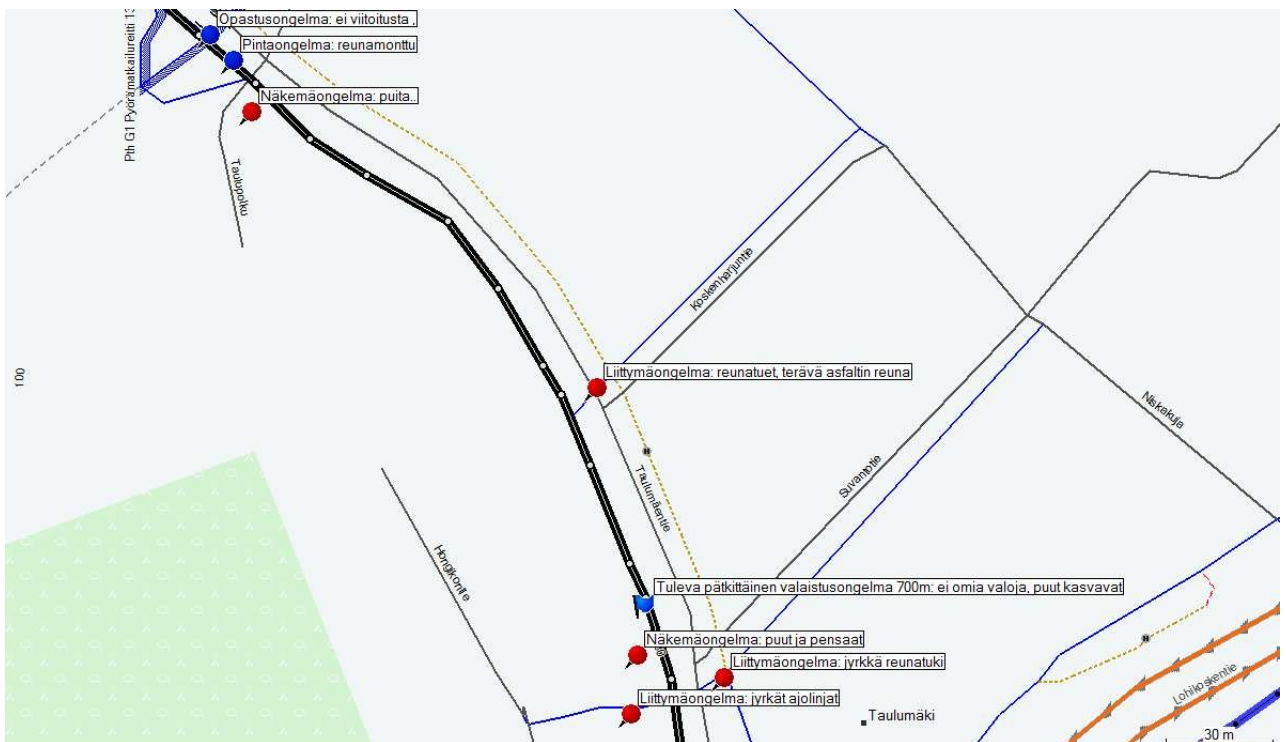 Opastusongelma: ei viitoitusta ,
Pintaongelma: reunamonttu
Näkemäongelma: puita..
Pth G1 Pyörämatkailureitti 13
Taulupolku
Koskenharjuntie
100
Liittymäongelma: reunatuet, terävä asfaltin reuna
Niskakuja
Suvantotie
Taulumäentie
Hongikontie
Tuleva pätkittäinen valaistusongelma 700m: ei omia valoja, puut kasvavat
Näkemäongelma: puut ja pensaat
Liittymäongelma: jyrkkä reunatuki
Liittymäongelma: jyrkät ajolinjat
Lohikoskentie
Taulumäki
30 m